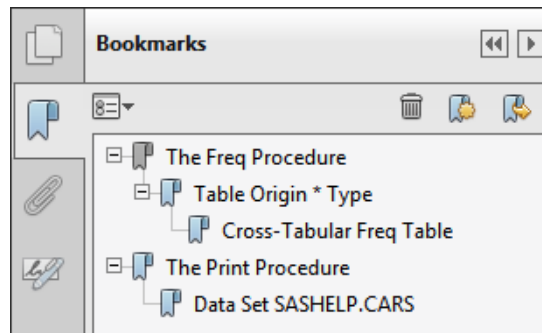 Bookmarks
The Freq Procedure
Table Origin * Type
Cross-Tabular Freq Table
The Print Procedure
Data Set SASHELP.CARS